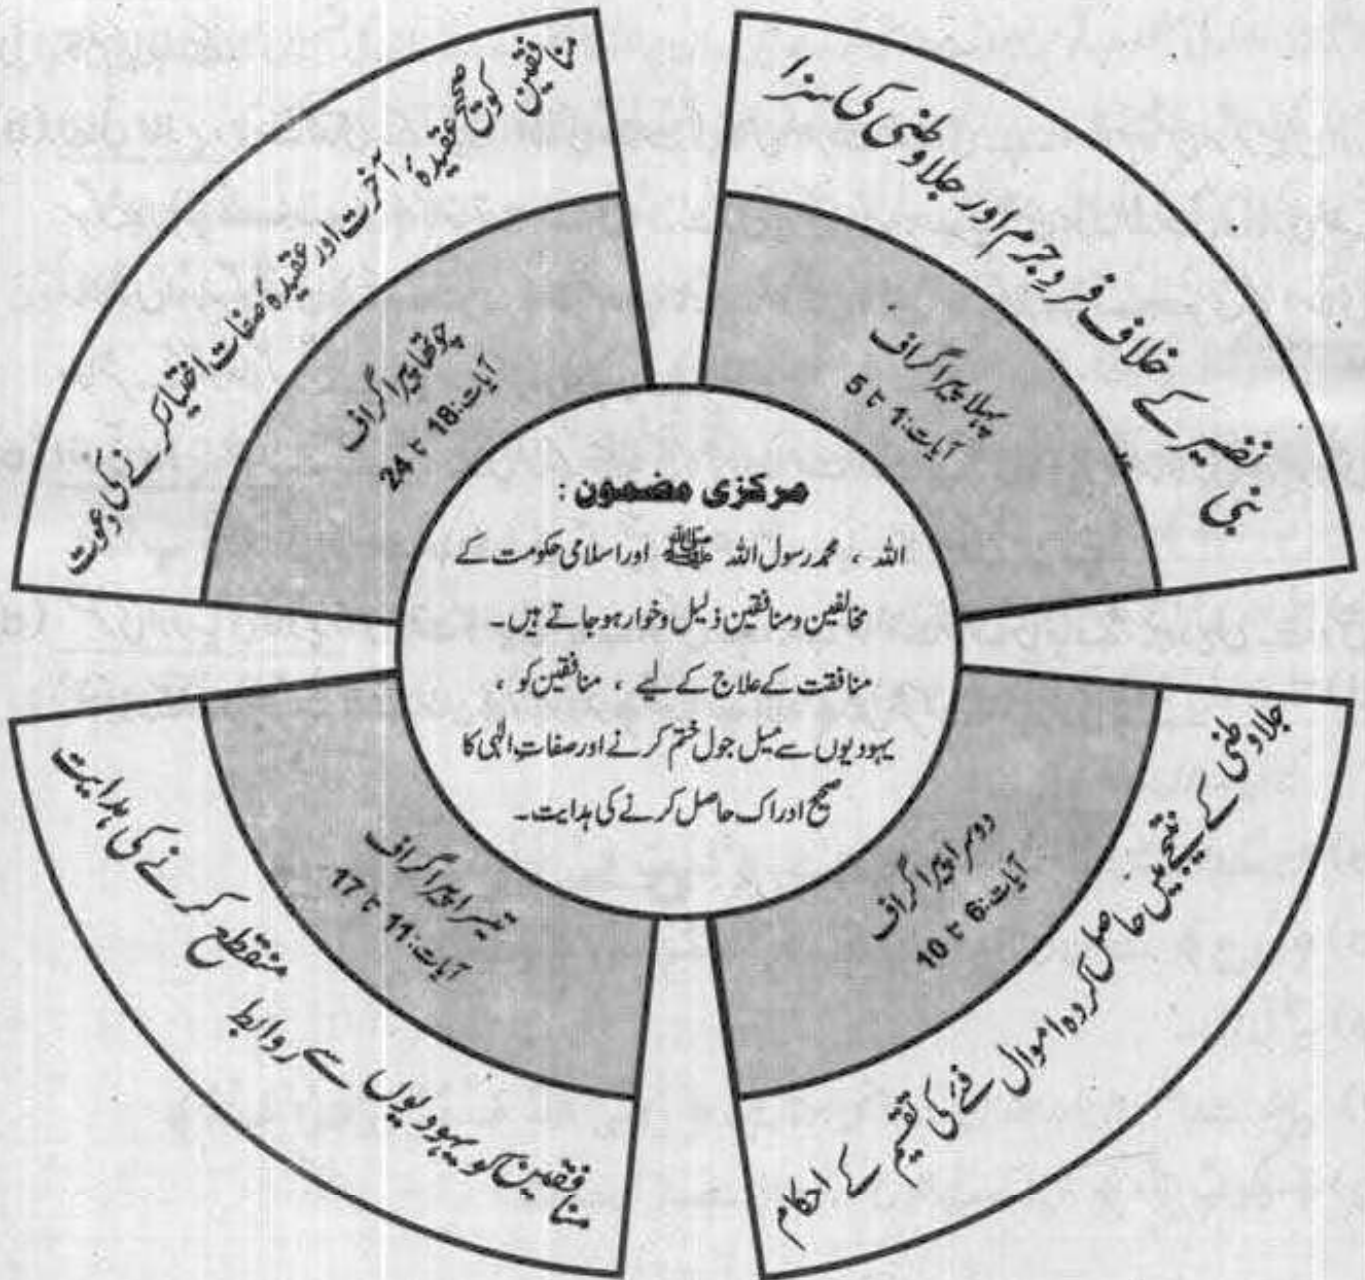 بنی نضیر کے خلاف فردِ جرم اور جلاوطنی کی سزا
پہلا پیراگراف
آیات: 1 تا 5
جلاوطنی کے نتیجے میں حاصل کردہ اموالِ فئے کی تقسیم کے احکام
دوسرا پیراگراف
آیات: 6 تا 10
منافقین کو یہودیوں سے روابط منقطع کرنے کی ہدایت
تیسرا پیراگراف
آیات: 11 تا 17
منافقین کو صحیح عقیدۂ آخرت اور عقیدۂ صفات اختیار کرنے کی دعوت
چوتھا پیراگراف
آیات: 18 تا 24
مرکزی مضمون :
اللہ ، محمد رسول اللہ ﷺ اور اسلامی حکومت کے
مخالفین و منافقین ذلیل و خوار ہو جاتے ہیں۔
منافقت کے علاج کے لیے ، منافقین کو ،
یہودیوں سے میل جول ختم کرنے اور صفاتِ الٰہی کا
صحیح ادراک حاصل کرنے کی ہدایت۔